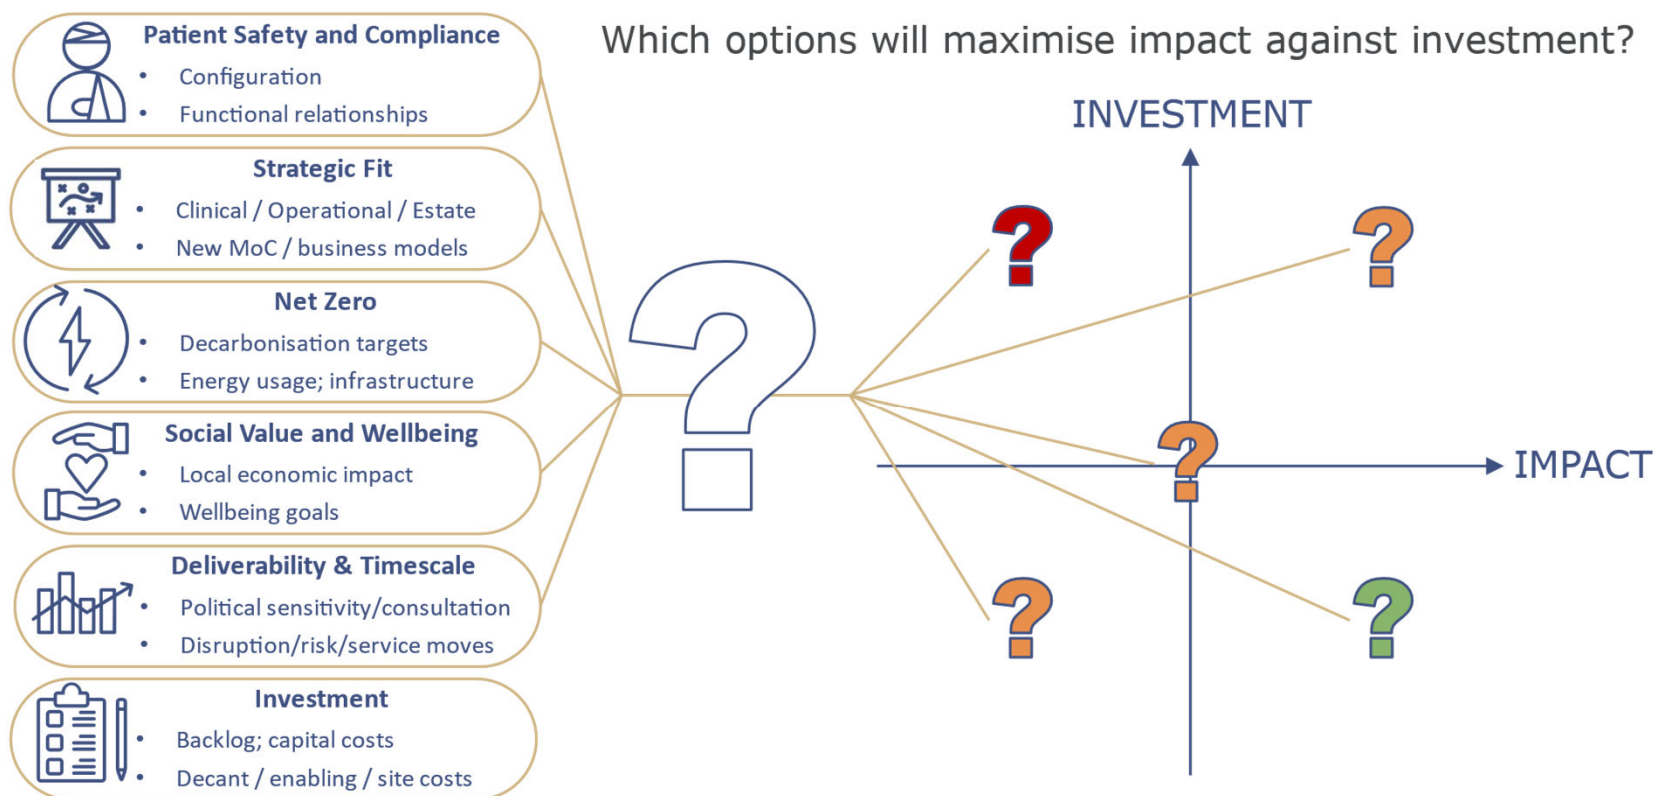 Patient Safety and Compliance
• Configuration
• Functional relationships
Strategic Fit
• Clinical / Operational / Estate
• New MoC / business models
Net Zero
• Decarbonisation targets
• Energy usage; infrastructure
Social Value and Wellbeing
• Local economic impact
• Wellbeing goals
Deliverability & Timescale
• Political sensitivity/consultation
• Disruption/risk/service moves
Investment
• Backlog; capital costs
• Decant / enabling / site costs
?
Which options will maximise impact against investment?
INVESTMENT
? ?
?
IMPACT
? ?